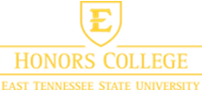 E
HONORS COLLEGE
EAST TENNESSEE STATE UNIVERSITY